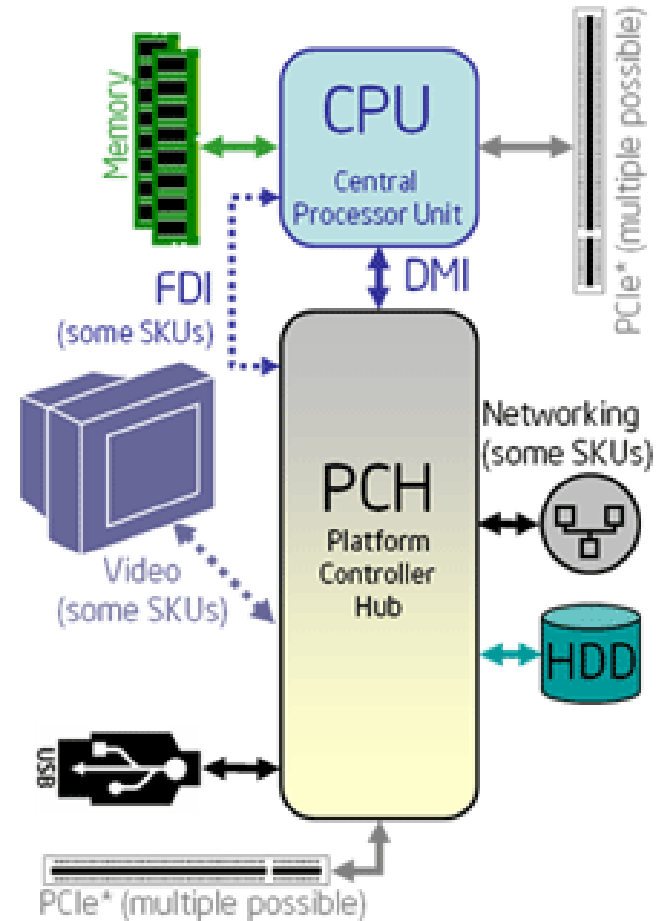 Memory
CPU
Central
Processor Unit
PCIe* (multiple possible)
FDI
(some SKUs)
DMI
Networking
(some SKUs)
PCH
Platform
Controller
Hub
Video
(some SKUs)
HDD
USB
PCIe* (multiple possible)